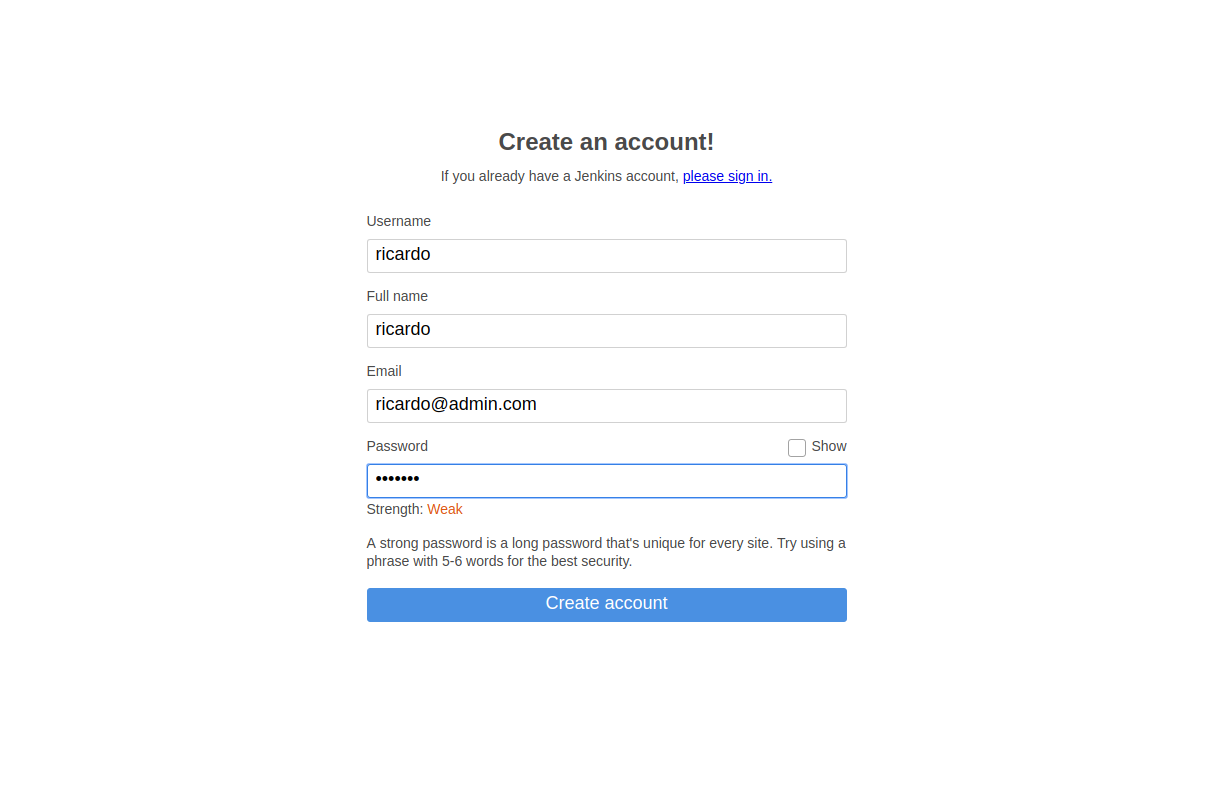 Create an account!
If you already have a Jenkins account, please sign in.
Username
ricardo
Full name
ricardo
Email
ricardo@admin.com
Password
Show
•••••••
Strength: Weak
A strong password is a long password that's unique for every site. Try using a
phrase with 5-6 words for the best security.
Create account